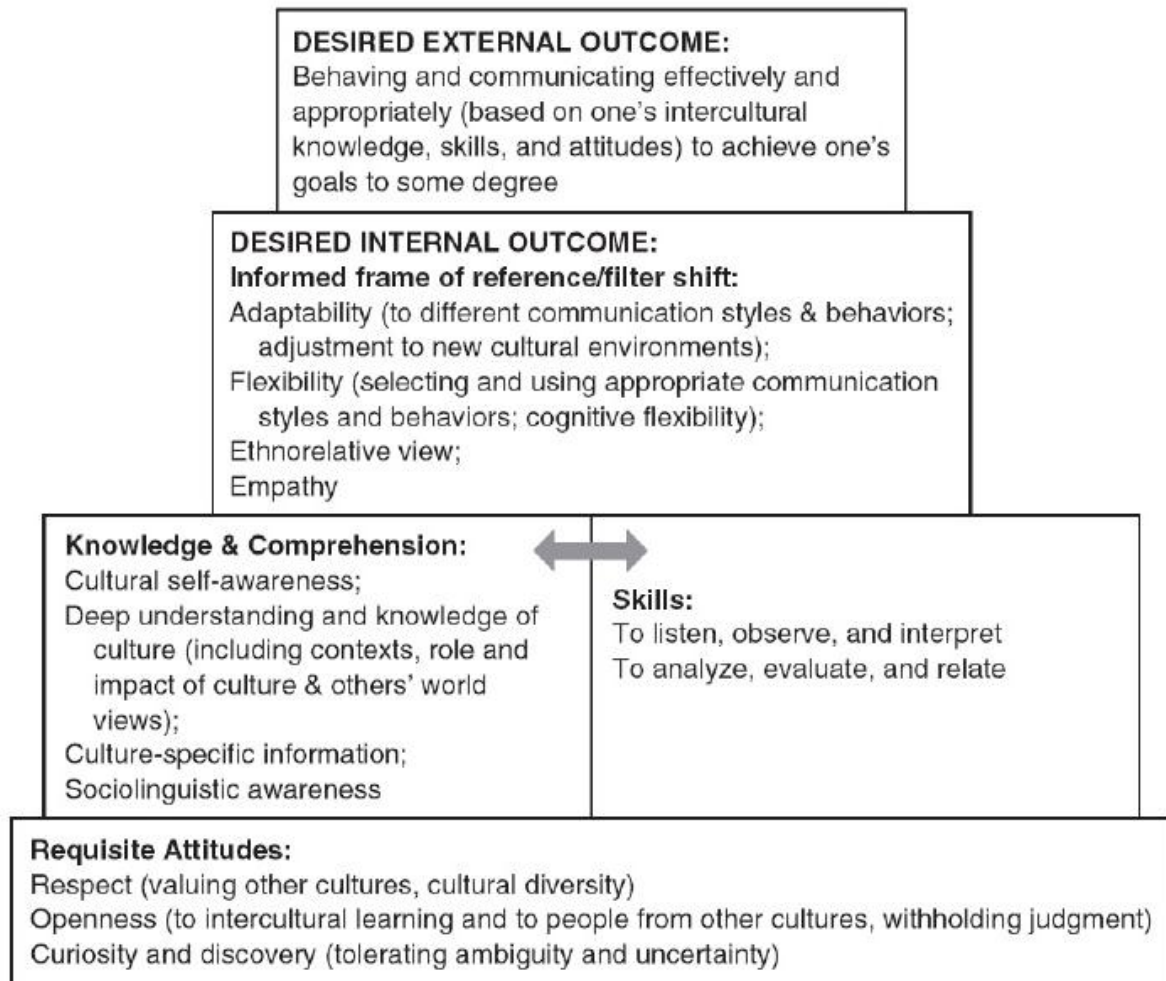 DESIRED EXTERNAL OUTCOME:
Behaving and communicating effectively and
appropriately (based on one's intercultural
knowledge, skills, and attitudes) to achieve one's
goals to some degree
DESIRED INTERNAL OUTCOME:
Informed frame of reference/filter shift:
Adaptability (to different communication styles & behaviors;
adjustment to new cultural environments);
Flexibility (selecting and using appropriate communication
styles and behaviors; cognitive flexibility);
Ethnorelative view;
Empathy
Knowledge & Comprehension:
Cultural self-awareness;
Deep understanding and knowledge of
culture (including contexts, role and
impact of culture & others' world
views);
Culture-specific information;
Sociolinguistic awareness
Skills:
To listen, observe, and interpret
To analyze, evaluate, and relate
Requisite Attitudes:
Respect (valuing other cultures, cultural diversity)
Openness (to intercultural learning and to people from other cultures, withholding judgment)
Curiosity and discovery (tolerating ambiguity and uncertainty)